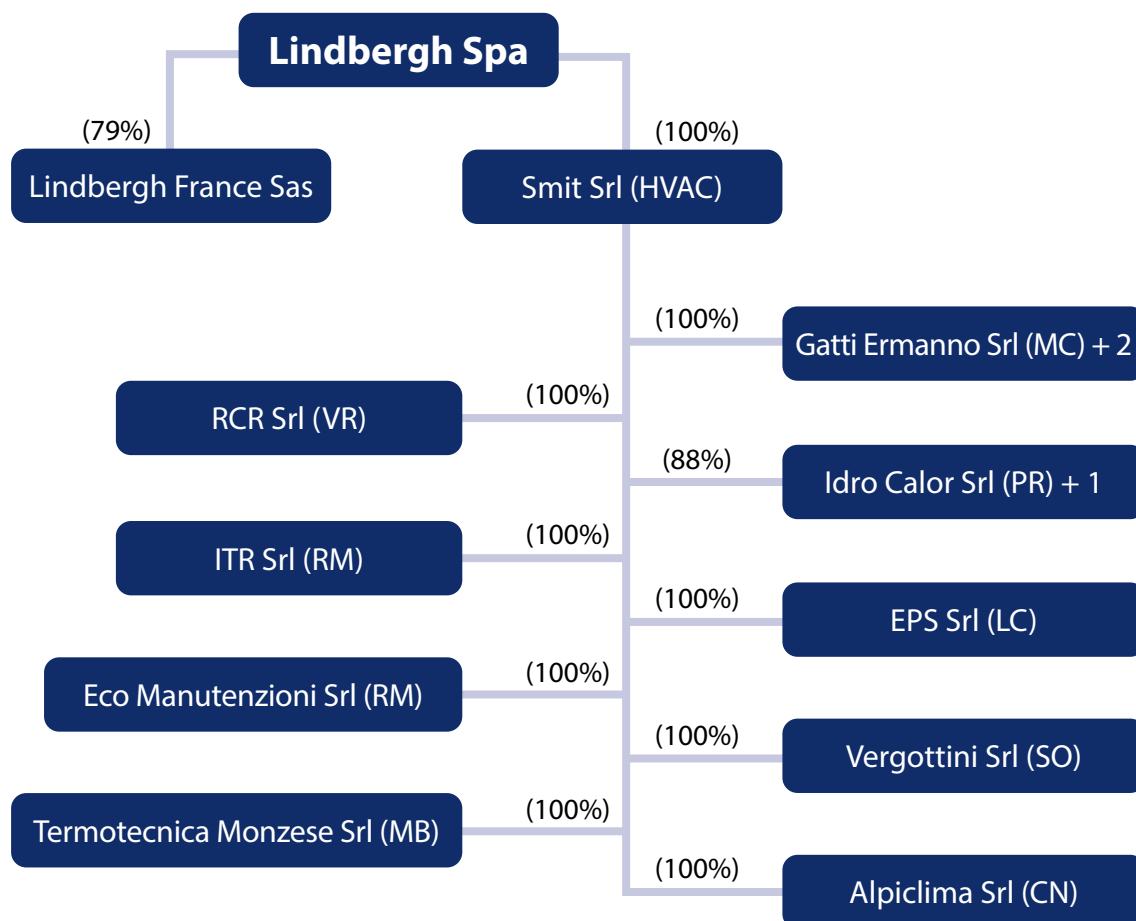 Lindbergh Spa
(79%)
(100%)
Lindbergh France Sas
Smit Srl (HVAC)
(100%)
Gatti Ermanno Srl (MC) + 2
(100%)
RCR Srl (VR)
(88%)
Idro Calor Srl (PR) + 1
(100%)
ITR Srl (RM)
(100%)
EPS Srl (LC)
(100%)
Eco Manutenzioni Srl (RM)
(100%)
Vergottini Srl (SO)
(100%)
Termotecnica Monzese Srl (MB)
(100%)
Alpiclima Srl (CN)